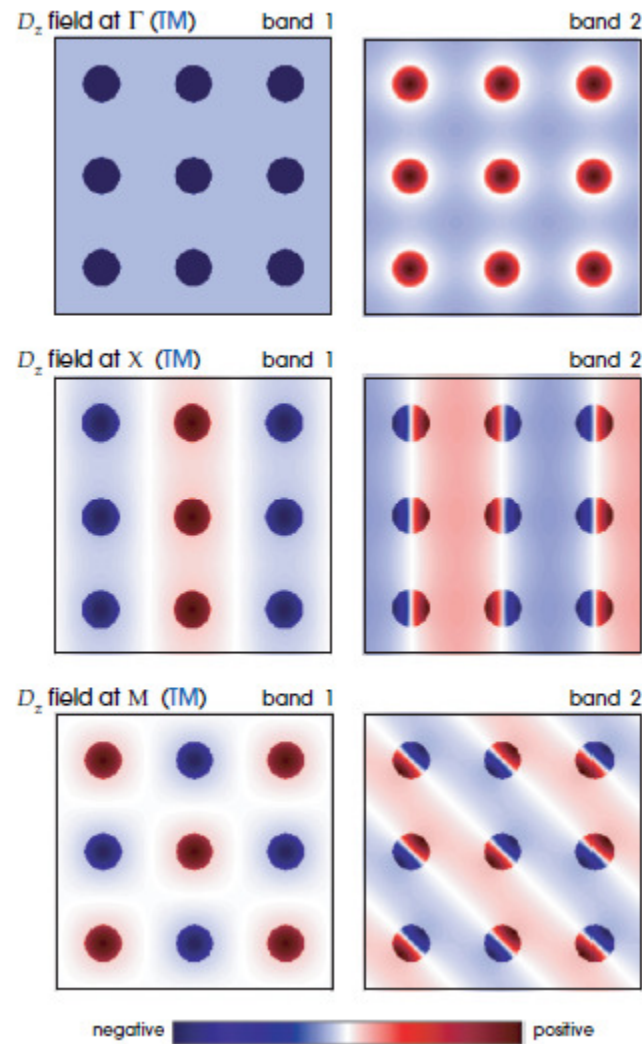 D_z field at Γ (TM) band 1 band 2
D_z field at X (TM) band 1 band 2
D_z field at M (TM) band 1 band 2
negative positive